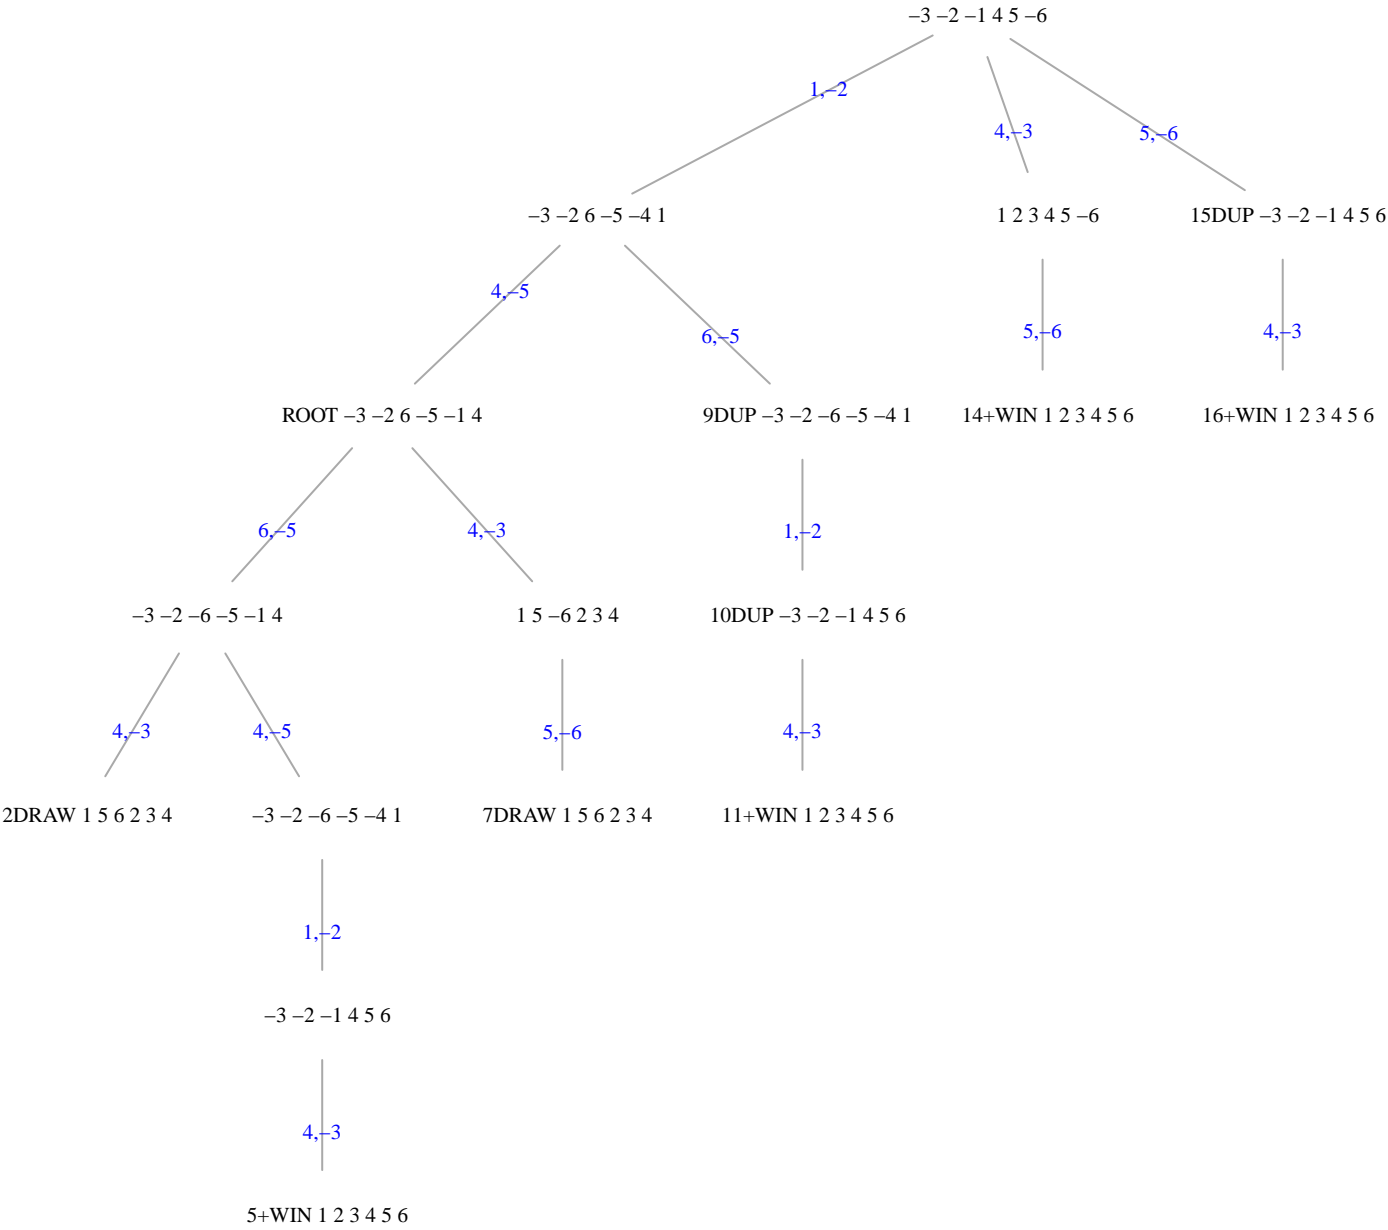 –3 –2 –1 4 5 –6
1,–2
4,–3
5,–6
–3 –2 6 –5 –4 1
1 2 3 4 5 –6
15DUP –3 –2 –1 4 5 6
4,–5
6,–5
5,–6
4,–3
ROOT –3 –2 6 –5 –1 4
9DUP –3 –2 –6 –5 –4 1
14+WIN 1 2 3 4 5 6
16+WIN 1 2 3 4 5 6
6,–5
4,–3
1,–2
–3 –2 –6 –5 –1 4
1 5 –6 2 3 4
10DUP –3 –2 –1 4 5 6
4,–3
4,–5
5,–6
4,–3
2DRAW 1 5 6 2 3 4
–3 –2 –6 –5 –4 1
7DRAW 1 5 6 2 3 4
11+WIN 1 2 3 4 5 6
1,–2
–3 –2 –1 4 5 6
4,–3
5+WIN 1 2 3 4 5 6